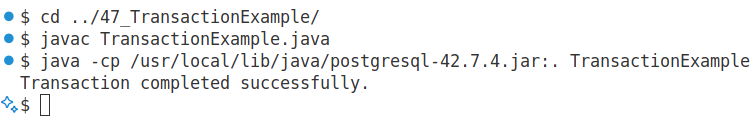 $ cd ../47_TransactionExample/
$ javac TransactionExample.java
$ java -cp /usr/local/lib/java/postgresql-42.7.4.jar:. TransactionExample
Transaction completed successfully.
$